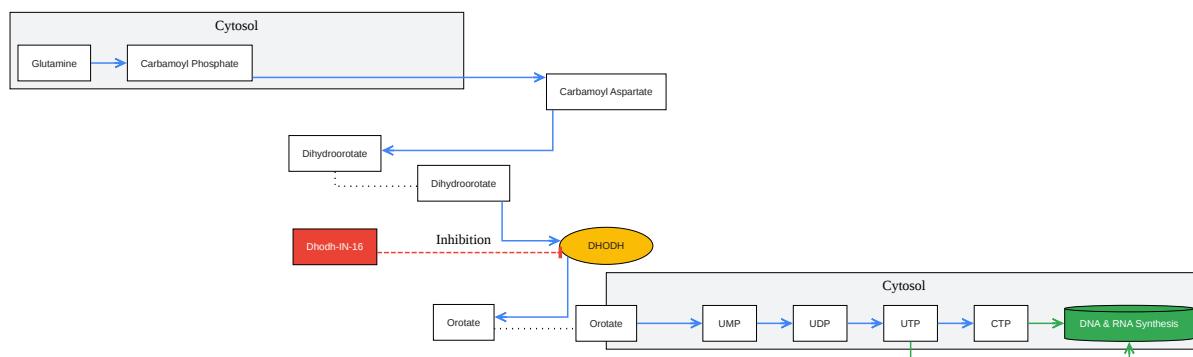 Cytosol
Glutamine
Carbamoyl Phosphate
Carbamoyl Aspartate
Dihydroorotate
Dihydroorotate
Dhodh-IN-16
Inhibition
DHODH
Cytosol
Orotate
Orotate
UMP
UDP
UTP
CTP
DNA & RNA Synthesis